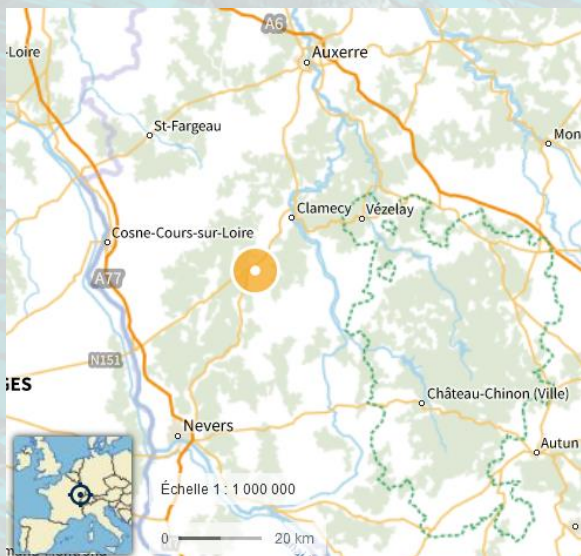 A6
-Loire
Auxerre
St-Fargeau
Mon
Clamecy
Vézelay
Cosne-Cours-sur-Loire
A77
N151
GES
Château-Chinon (Ville)
Nevers
Autun
Échelle 1 : 1 000 000
0
20 km